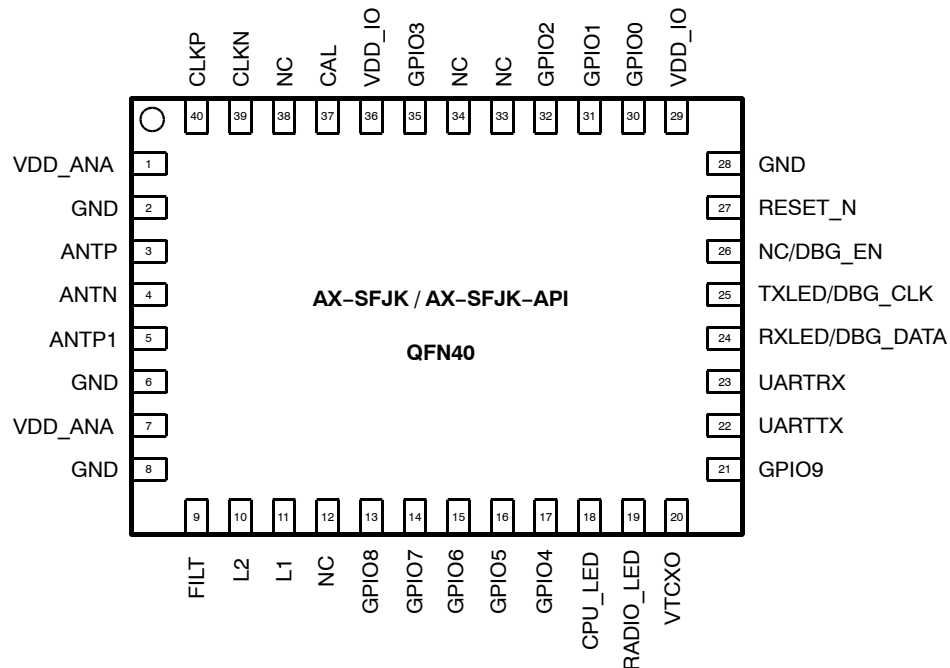 CLKP
CLKN
NC
CAL
VDD_IO
GPIO3
NC
NC
GPIO2
GPIO1
GPIO0
VDD_IO
40
39
38
37
36
35
34
33
32
31
30
29
VDD_ANA 1
GND 2
ANTP 3
ANTN 4
ANTP1 5
GND 6
VDD_ANA 7
GND 8
28 GND
27 RESET_N
26 NC/DBG_EN
25 TXLED/DBG_CLK
24 RXLED/DBG_DATA
23 UARTRX
22 UARTTX
21 GPIO9
AX−SFJK / AX−SFJK−API
QFN40
9
10
11
12
13
14
15
16
17
18
19
20
FILT
L2
L1
NC
GPIO8
GPIO7
GPIO6
GPIO5
GPIO4
CPU_LED
RADIO_LED
VTCXO